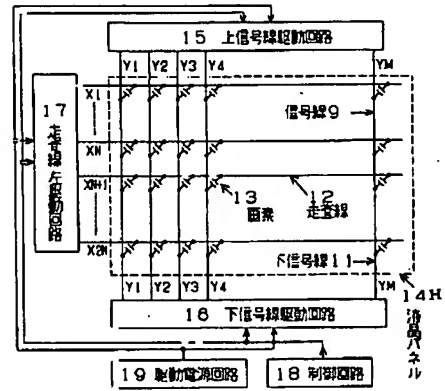 15 上信号線駆動回路
Y1 Y2 Y3 Y4 YM
X1
信号線9
17
走査線左駆動回路
XN
XN+1
13
画素
12
走査線
X2N
下信号線11
Y1 Y2 Y3 Y4 YM
14H
液晶パネル
16 下信号線駆動回路
19 駆動電源回路
18 制御回路